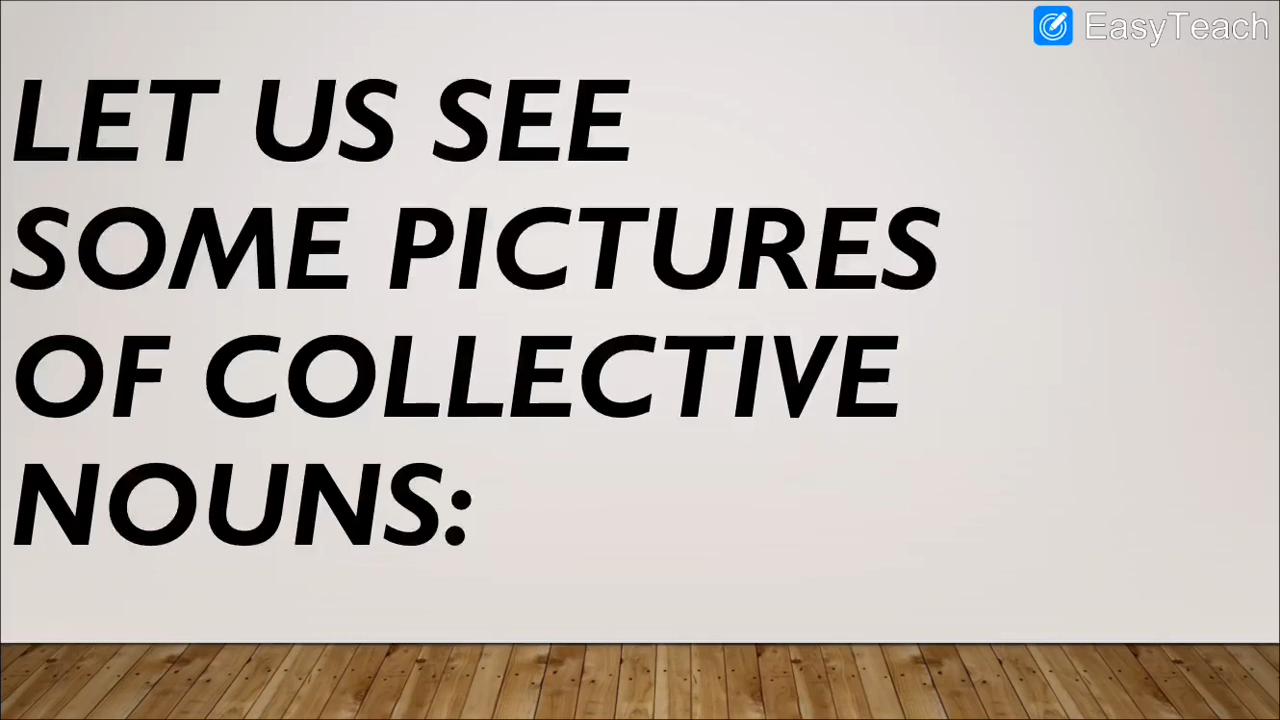 EasyTeach
LET US SEE
SOME PICTURES
OF COLLECTIVE
NOUNS: